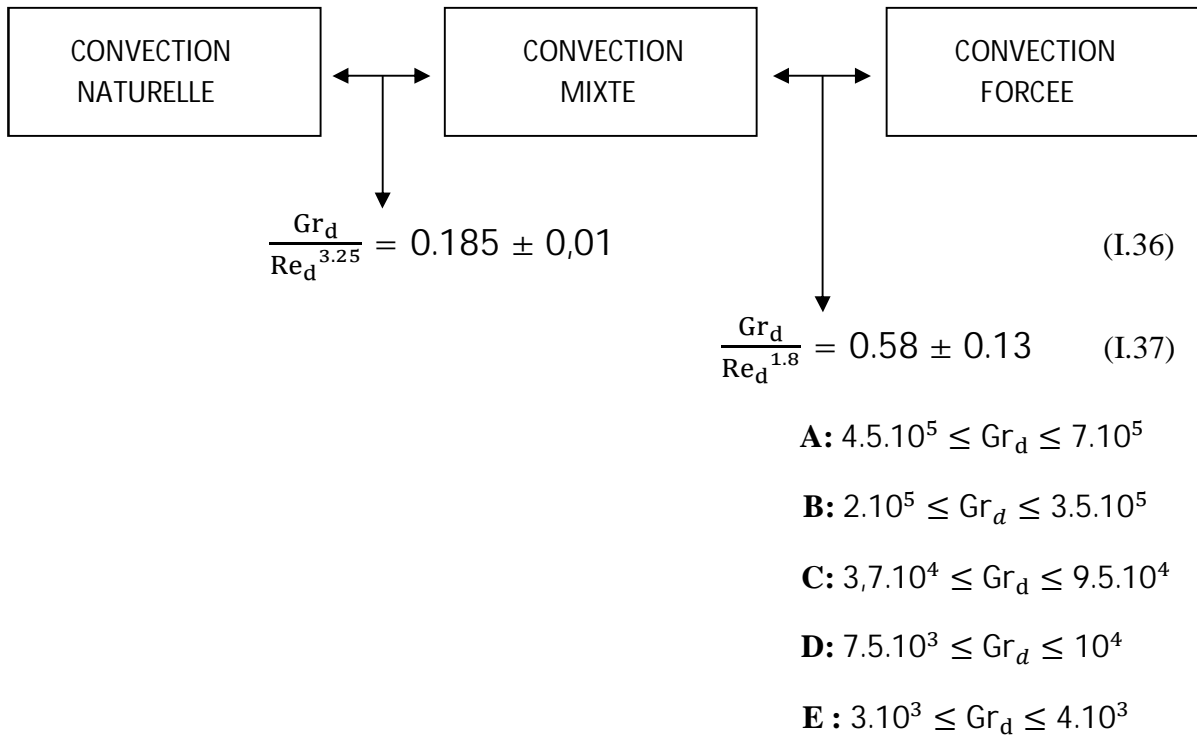 CONVECTION NATURELLE
CONVECTION MIXTE
CONVECTION FORCEE
Gr_d / Re_d^3.25 = 0.185 ± 0,01 (I.36)
Gr_d / Re_d^1.8 = 0.58 ± 0.13 (I.37)
A: 4.5.10^5 ≤ Gr_d ≤ 7.10^5
B: 2.10^5 ≤ Gr_d ≤ 3.5.10^5
C: 3,7.10^4 ≤ Gr_d ≤ 9.5.10^4
D: 7.5.10^3 ≤ Gr_d ≤ 10^4
E : 3.10^3 ≤ Gr_d ≤ 4.10^3